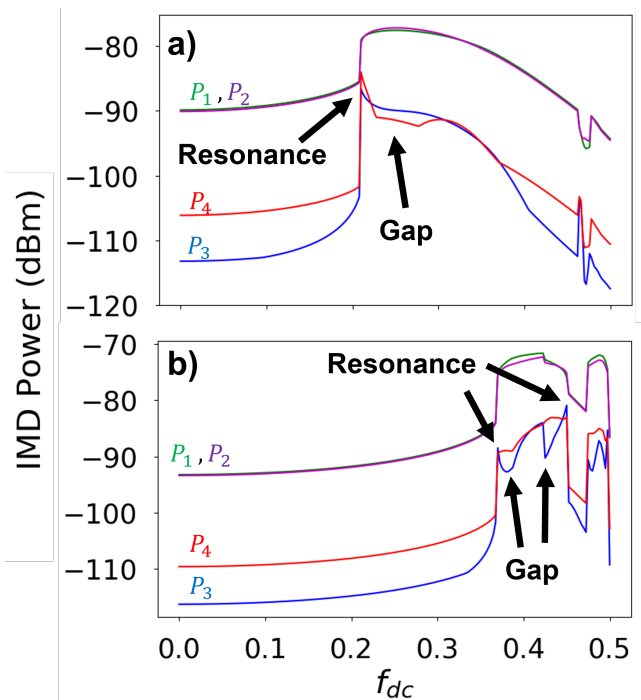 a)
−80
P₁ , P₂
−90
Resonance
−100
P₄
Gap
−110
P₃
−120
IMD Power (dBm)
b)
−70
Resonance
−80
P₁ , P₂
−90
−100
P₄
Gap
−110
P₃
0.0 0.1 0.2 0.3 0.4 0.5
f_dc